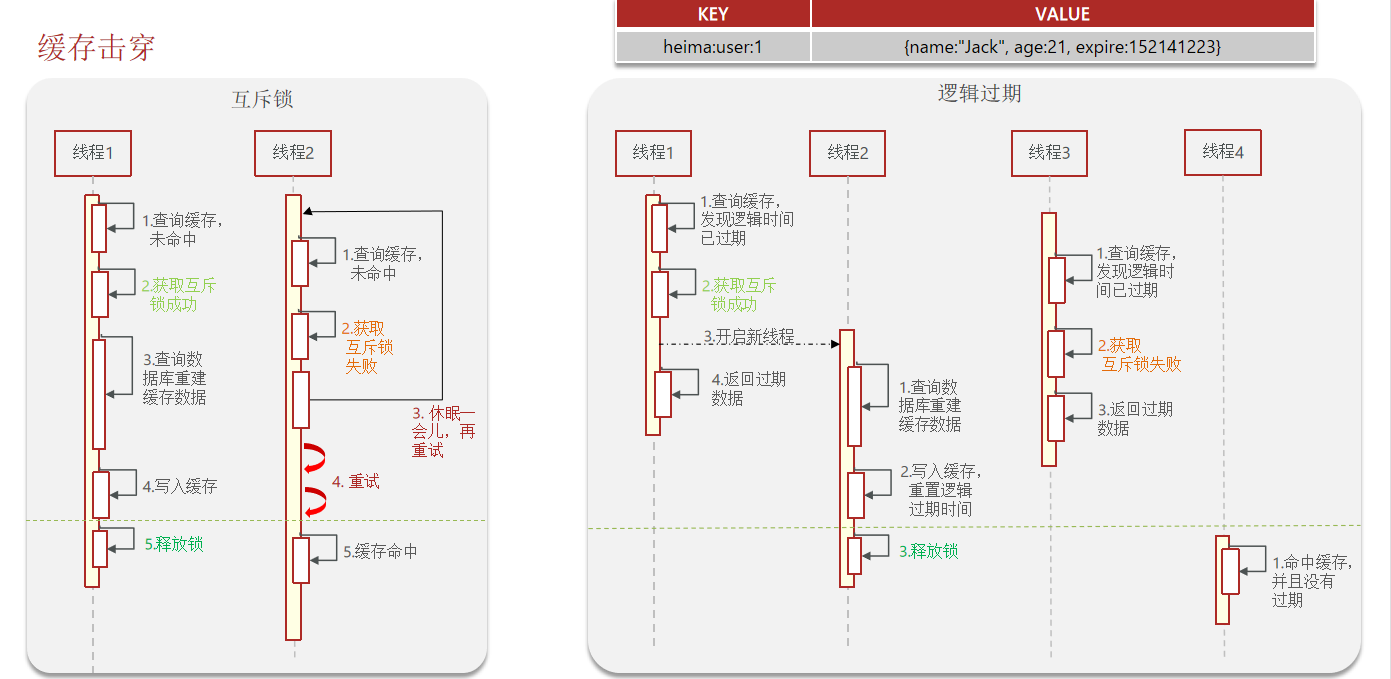 缓存击穿
KEY VALUE
heima:user:1 {name:"Jack", age:21, expire:152141223}
互斥锁
线程1
线程2
1.查询缓存，
未命中
2.获取互斥
锁成功
3.查询数
据库重建
缓存数据
4.写入缓存
5.释放锁
1.查询缓存，
未命中
2.获取
互斥锁
失败
3. 休眠一
会儿，再
重试
4. 重试
5.缓存命中
逻辑过期
线程1
线程2
线程3
线程4
1.查询缓存，
发现逻辑时间
已过期
2.获取互斥
锁成功
3.开启新线程
4.返回过期
数据
1.查询数
据库重建
缓存数据
2.写入缓存，
重置逻辑
过期时间
3.释放锁
1.查询缓存，
发现逻辑时
间已过期
2.获取
互斥锁失败
3.返回过期
数据
1.命中缓存，
并且没有
过期